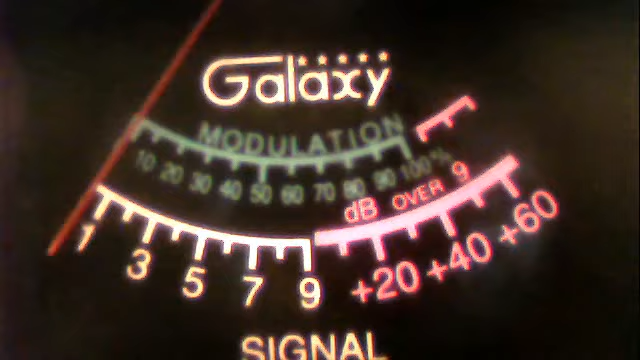 Galaxy
MODULATION
10 20 30 40 50 60 70 80 90 100%
dB OVER 9
1 3 5 7 9 +20 +40 +60
SIGNAL